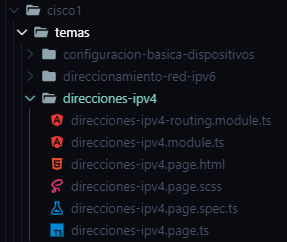 cisco1
temas
configuracion-basica-dispositivos
direccionamiento-red-ipv6
direcciones-ipv4
direcciones-ipv4-routing.module.ts
direcciones-ipv4.module.ts
direcciones-ipv4.page.html
direcciones-ipv4.page.scss
direcciones-ipv4.page.spec.ts
TS direcciones-ipv4.page.ts